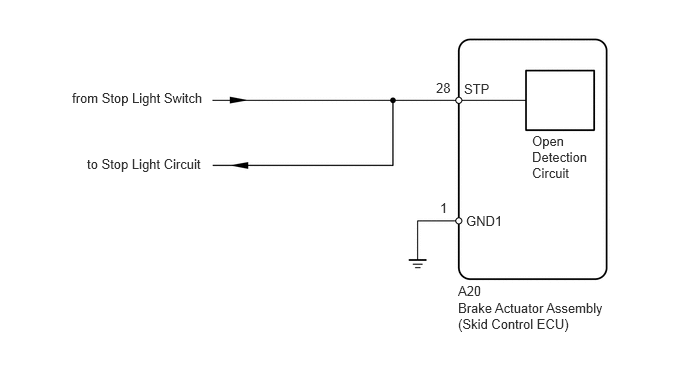 from Stop Light Switch
28
STP
to Stop Light Circuit
Open
Detection
Circuit
1
GND1
A20
Brake Actuator Assembly
(Skid Control ECU)